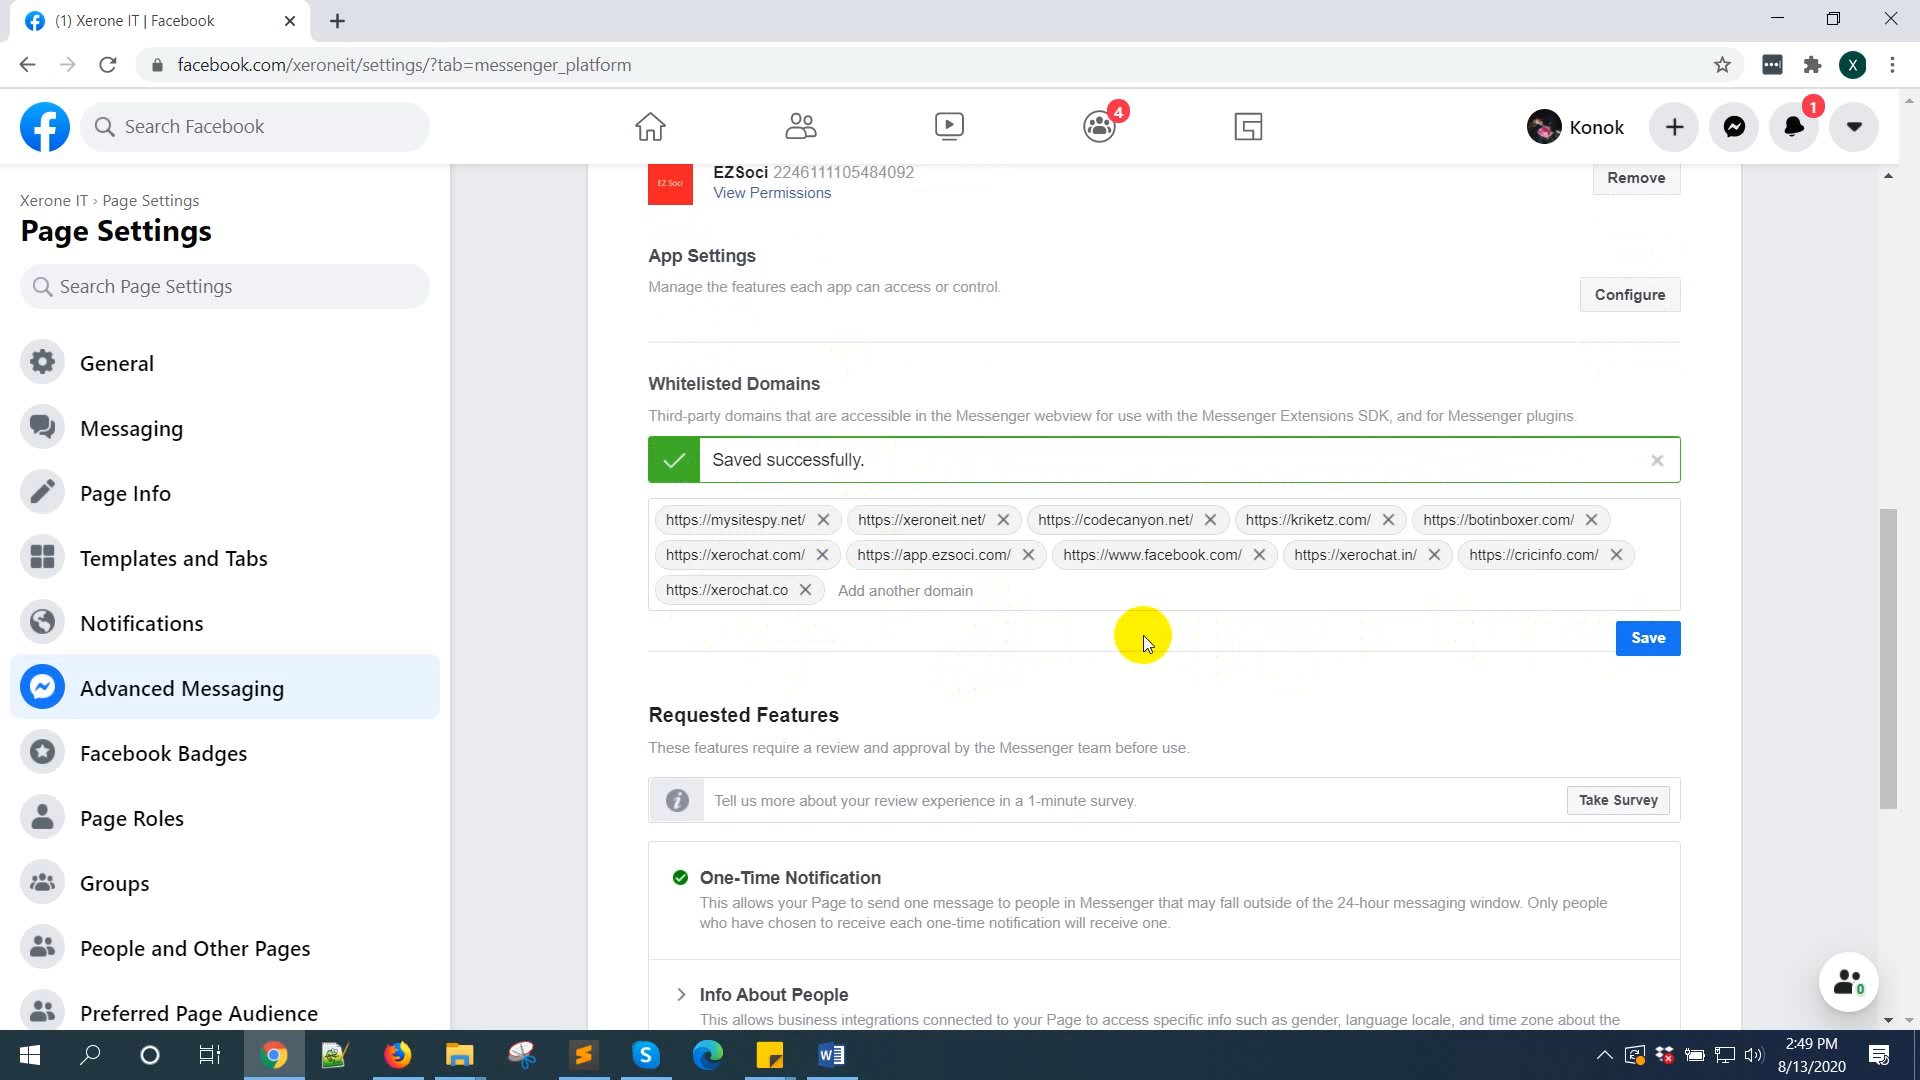 (1) Xerone IT | Facebook
facebook.com/xeroneit/settings/?tab=messenger_platform
Search Facebook
4
Konok
1
Xerone IT › Page Settings
Page Settings
Search Page Settings
General
Messaging
Page Info
Templates and Tabs
Notifications
Advanced Messaging
Facebook Badges
Page Roles
Groups
People and Other Pages
Preferred Page Audience
EZ Soci
EZSoci 2246111105484092
View Permissions
Remove
App Settings
Manage the features each app can access or control.
Configure
Whitelisted Domains
Third-party domains that are accessible in the Messenger webview for use with the Messenger Extensions SDK, and for Messenger plugins.
Saved successfully.
https://mysitespy.net/ https://xeroneit.net/ https://codecanyon.net/ https://kriketz.com/ https://botinboxer.com/
https://xerochat.com/ https://app.ezsoci.com/ https://www.facebook.com/ https://xerochat.in/ https://cricinfo.com/
https://xerochat.co Add another domain
Save
Requested Features
These features require a review and approval by the Messenger team before use.
Tell us more about your review experience in a 1-minute survey.
Take Survey
One-Time Notification
This allows your Page to send one message to people in Messenger that may fall outside of the 24-hour messaging window. Only people
who have chosen to receive each one-time notification will receive one.
Info About People
This allows business integrations connected to your Page to access specific info such as gender, language locale, and time zone about the
0
X
2:49 PM
8/13/2020